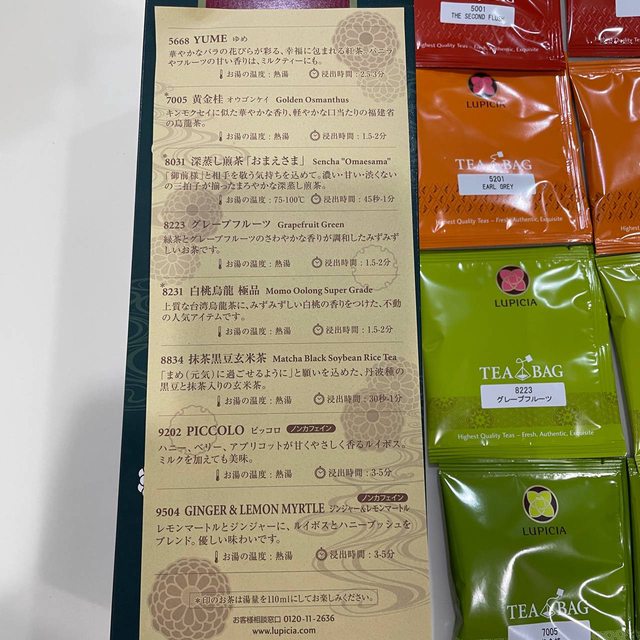 5668 YUME ゆめ
華やかなバラの花びらが彩る、幸福に包まれる紅茶。バニラ
やフルーツの甘い香りは、ミルクティーにも。
お湯の温度：熱湯 浸出時間：2.5-3分
*7005 黄金桂 オウゴンケイ Golden Osmanthus
キンモクセイに似た華やかな香り、軽やかな口当たりの福建省
の烏龍茶。
お湯の温度：熱湯 浸出時間：1.5-2分
*8031 深蒸し煎茶「おまえさま」 Sencha "Omaesama"
「御前様」と相手を敬う気持ちを込めて。濃い・甘い・渋くない
の三拍子が揃ったまろやかな深蒸し煎茶。
お湯の温度：75-100℃ 浸出時間：45秒-1分
8223 グレープフルーツ Grapefruit Green
緑茶とグレープフルーツのさわやかな香りが調和したみずみず
しいお茶です。
お湯の温度：熱湯 浸出時間：1.5-2分
*8231 白桃烏龍 極品 Momo Oolong Super Grade
上質な台湾烏龍茶に、みずみずしい白桃の香りをつけた、不動
の人気アイテムです。
お湯の温度：熱湯 浸出時間：1.5-2分
8834 抹茶黒豆玄米茶 Matcha Black Soybean Rice Tea
「まめ（元気）に過ごせるように」と願いを込めた、丹波種の
黒豆と抹茶入りの玄米茶。
お湯の温度：熱湯 浸出時間：30秒-1分
9202 PICCOLO ピッコロ ノンカフェイン
ハニー、ベリー、アプリコットが甘くやさしく香るルイボス。
ミルクを加えても美味。
お湯の温度：熱湯 浸出時間：3-5分
ノンカフェイン
9504 GINGER & LEMON MYRTLE ジンジャー&レモンマートル
レモンマートルとジンジャーに、ルイボスとハニーブッシュを
ブレンド。優しい味わいです。
お湯の温度：熱湯 浸出時間：3-5分
*印のお茶は湯量を110mlにしてお楽しみください。
お客様相談窓口 0120-11-2636
www.lupicia.com
5001
THE SECOND FLUSH
Highest Quality Teas – Fresh, Authentic, Exquisite
LUPICIA
TEA BAG
5201
EARL GREY
Highest Quality Teas – Fresh, Authentic, Exquisite
LUPICIA
TEA BAG
8223
グレープフルーツ
Highest Quality Teas – Fresh, Authentic, Exquisite
LUPICIA
TEA BAG
7005